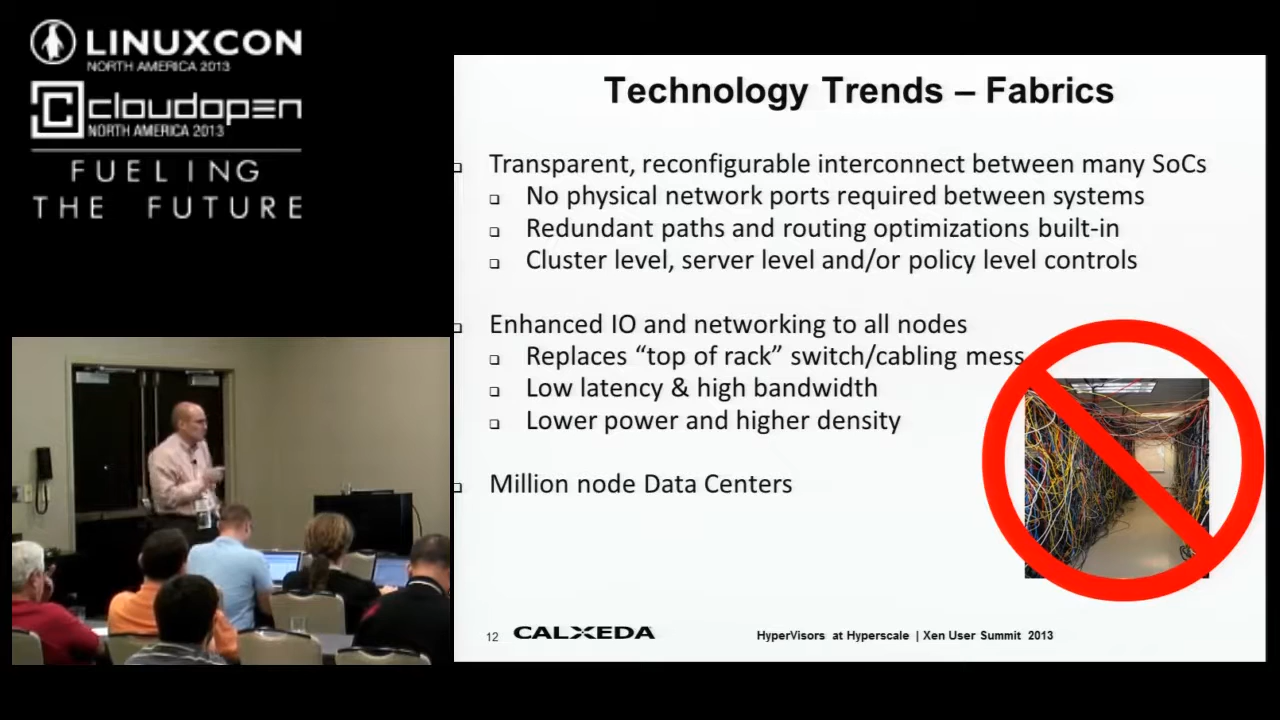 LINUXCON
NORTH AMERICA 2013
cloudopen
NORTH AMERICA 2013
FUELING
THE FUTURE
Technology Trends – Fabrics
Transparent, reconfigurable interconnect between many SoCs
No physical network ports required between systems
Redundant paths and routing optimizations built-in
Cluster level, server level and/or policy level controls
Enhanced IO and networking to all nodes
Replaces “top of rack” switch/cabling mess
Low latency & high bandwidth
Lower power and higher density
Million node Data Centers
12
CALXEDA
HyperVisors at Hyperscale | Xen User Summit 2013